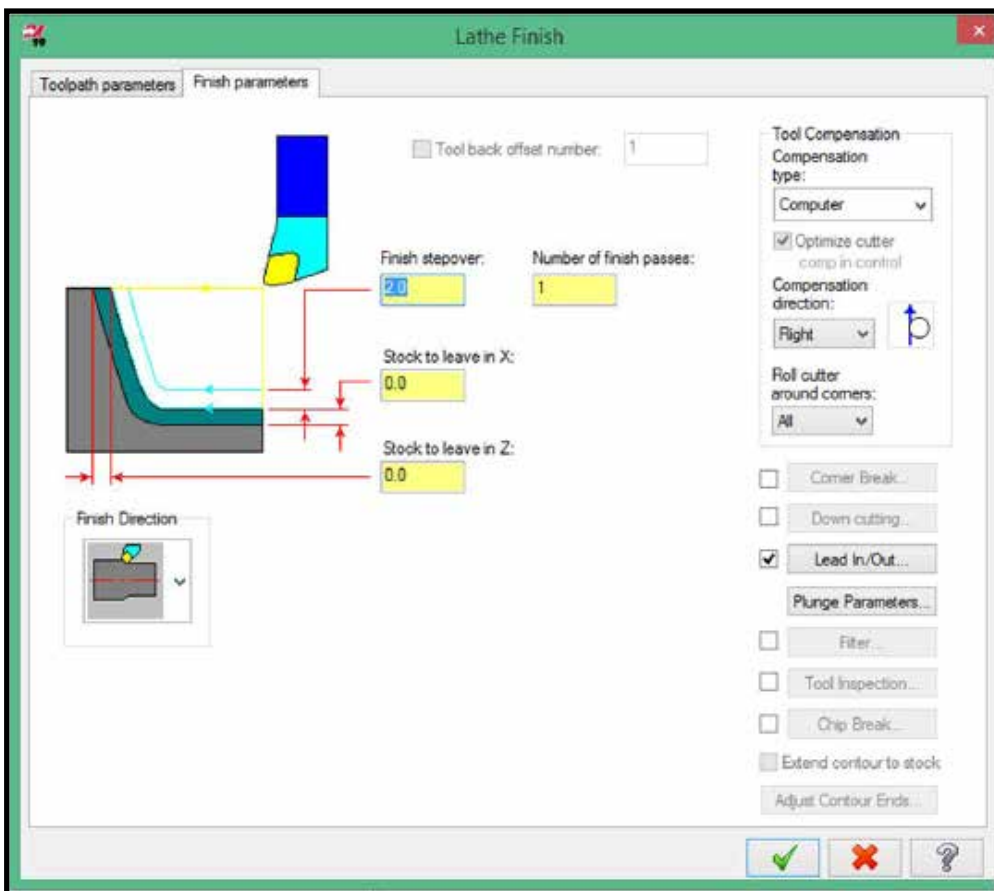 Lathe Finish
Toolpath parameters
Finish parameters
Tool back offset number:
1
Finish stepover:
2.0
Number of finish passes:
1
Stock to leave in X:
0.0
Stock to leave in Z:
0.0
Finish Direction
Tool Compensation
Compensation
type:
Computer
Optimize cutter
comp in control
Compensation
direction:
Right
Roll cutter
around corners:
All
Corner Break...
Down cutting...
Lead In/Out...
Plunge Parameters...
Filter...
Tool Inspection...
Chip Break...
Extend contour to stock
Adjust Contour Ends...